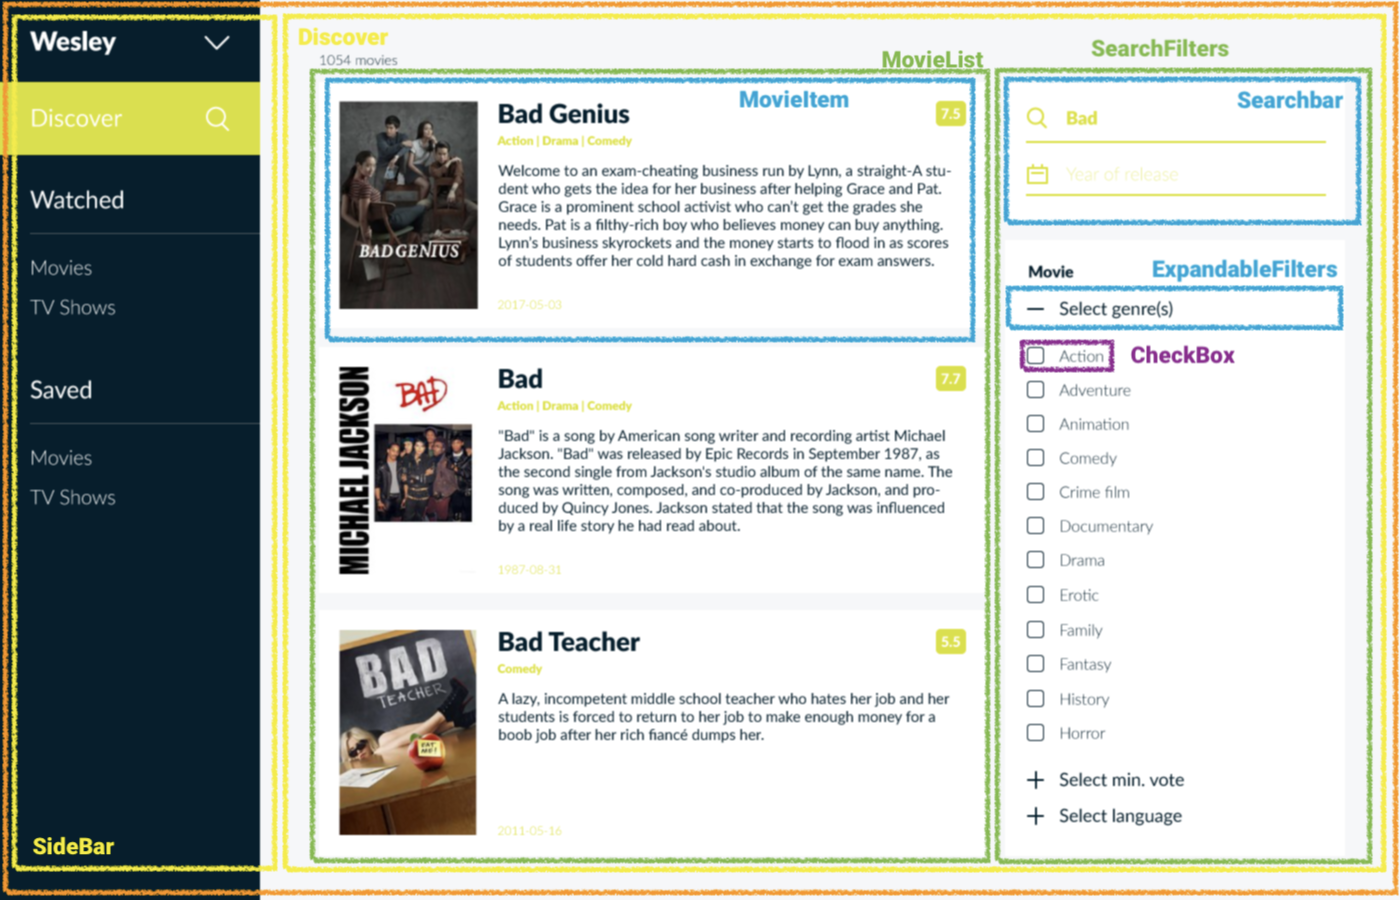 Wesley
Discover
Watched
Movies
TV Shows
Saved
Movies
TV Shows
SideBar
Discover
1054 movies
MovieList
MovieItem
BAD GENIUS
Bad Genius
7.5
Action | Drama | Comedy
Welcome to an exam-cheating business run by Lynn, a straight-A stu-
dent who gets the idea for her business after helping Grace and Pat.
Grace is a prominent school activist who can't get the grades she
needs. Pat is a filthy-rich boy who believes money can buy anything.
Lynn's business skyrockets and the money starts to flood in as scores
of students offer her cold hard cash in exchange for exam answers.
2017-05-03
MICHAEL JACKSON
BAD
Bad
7.7
Action | Drama | Comedy
"Bad" is a song by American song writer and recording artist Michael
Jackson. "Bad" was released by Epic Records in September 1987, as
the second single from Jackson's studio album of the same name. The
song was written, composed, and co-produced by Jackson, and pro-
duced by Quincy Jones. Jackson stated that the song was influenced
by a real life story he had read about.
1987-08-31
BAD
TEACHER
EAT
ME!
Bad Teacher
5.5
Comedy
A lazy, incompetent middle school teacher who hates her job and her
students is forced to return to her job to make enough money for a
boob job after her rich fiancé dumps her.
2011-05-16
SearchFilters
Searchbar
Bad
Year of release
Movie
ExpandableFilters
Select genre(s)
Action
CheckBox
Adventure
Animation
Comedy
Crime film
Documentary
Drama
Erotic
Family
Fantasy
History
Horror
Select min. vote
Select language